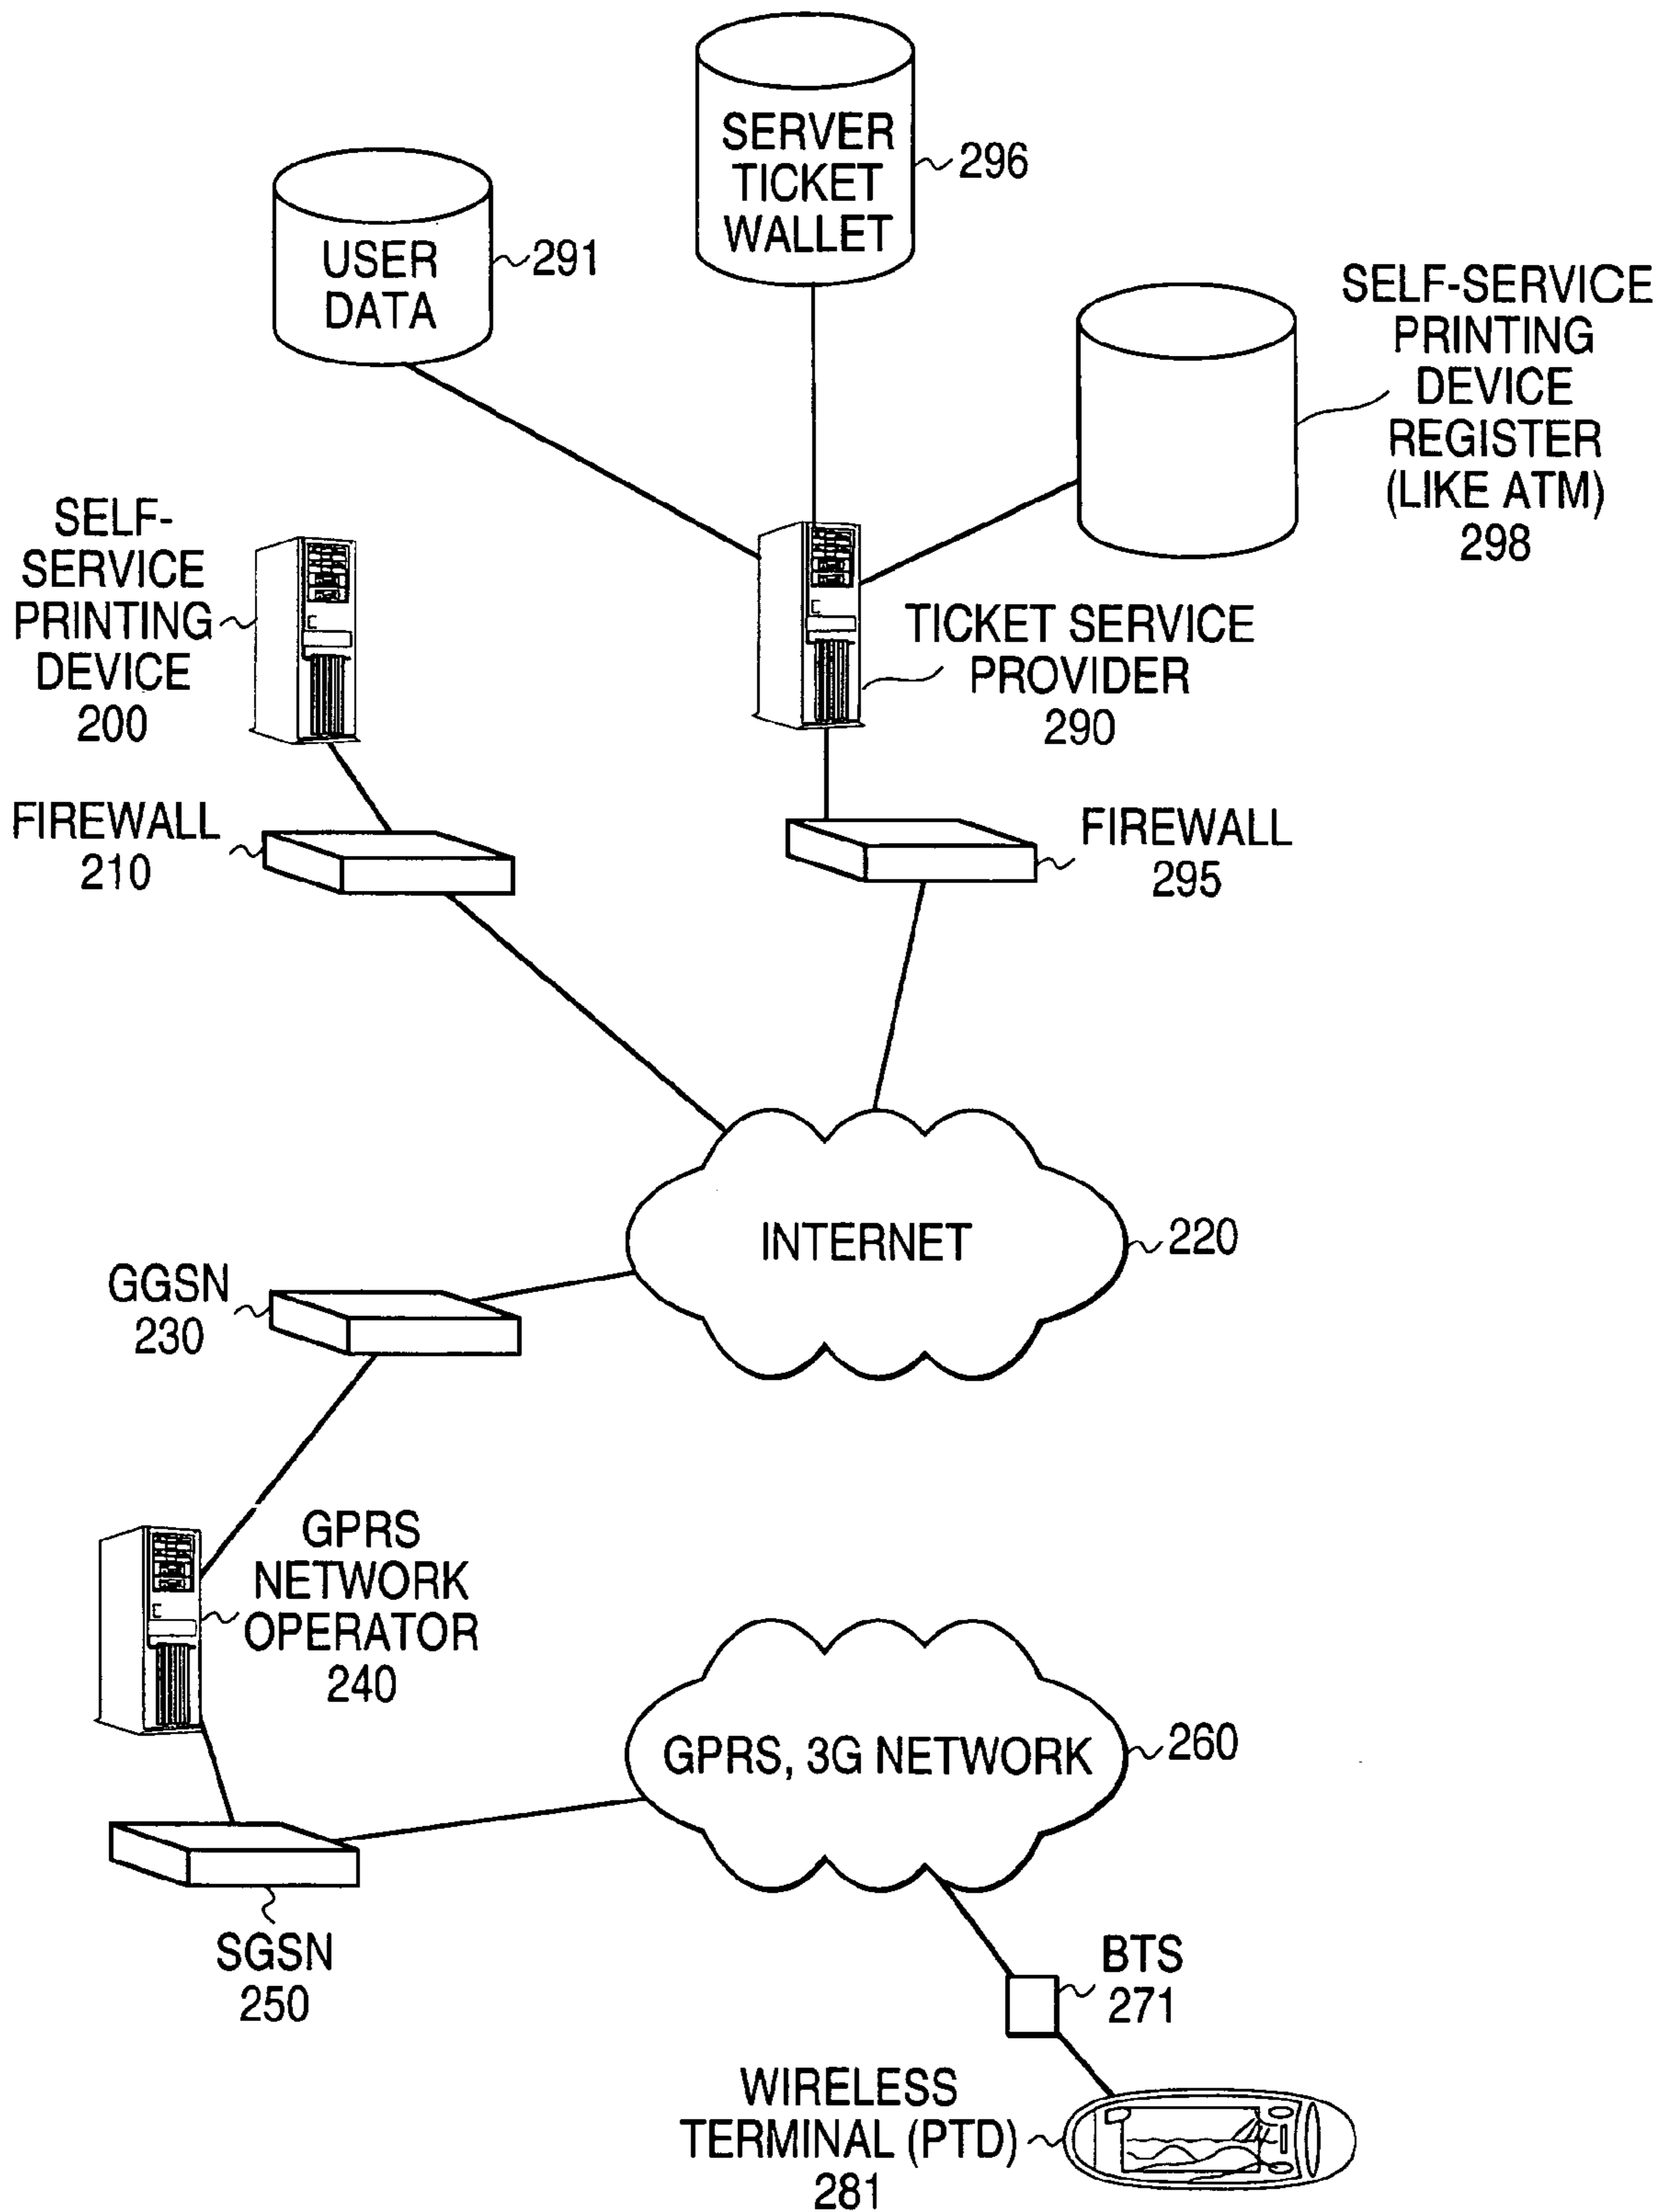 SERVER
TICKET
WALLET
296
USER
DATA
291
SELF-SERVICE
PRINTING
DEVICE
REGISTER
(LIKE ATM)
298
SELF-
SERVICE
PRINTING
DEVICE
200
TICKET SERVICE
PROVIDER
290
FIREWALL
210
FIREWALL
295
INTERNET
220
GGSN
230
GPRS
NETWORK
OPERATOR
240
GPRS, 3G NETWORK
260
SGSN
250
BTS
271
WIRELESS
TERMINAL (PTD)
281